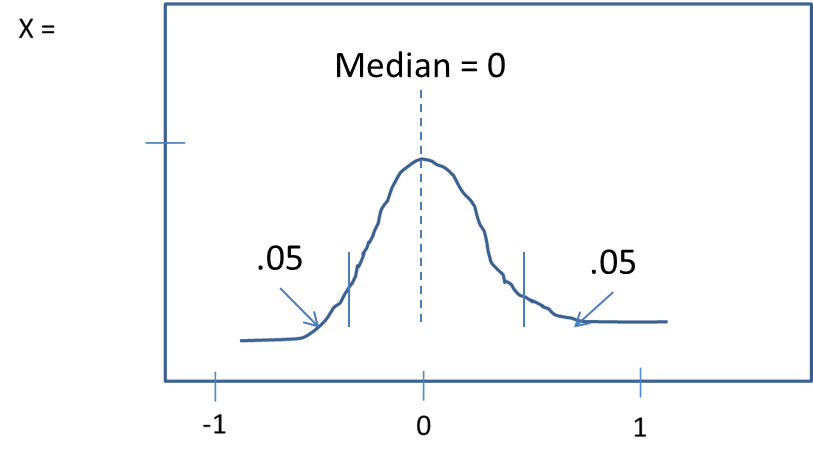 X =
Median = 0
.05
.05
-1
0
1